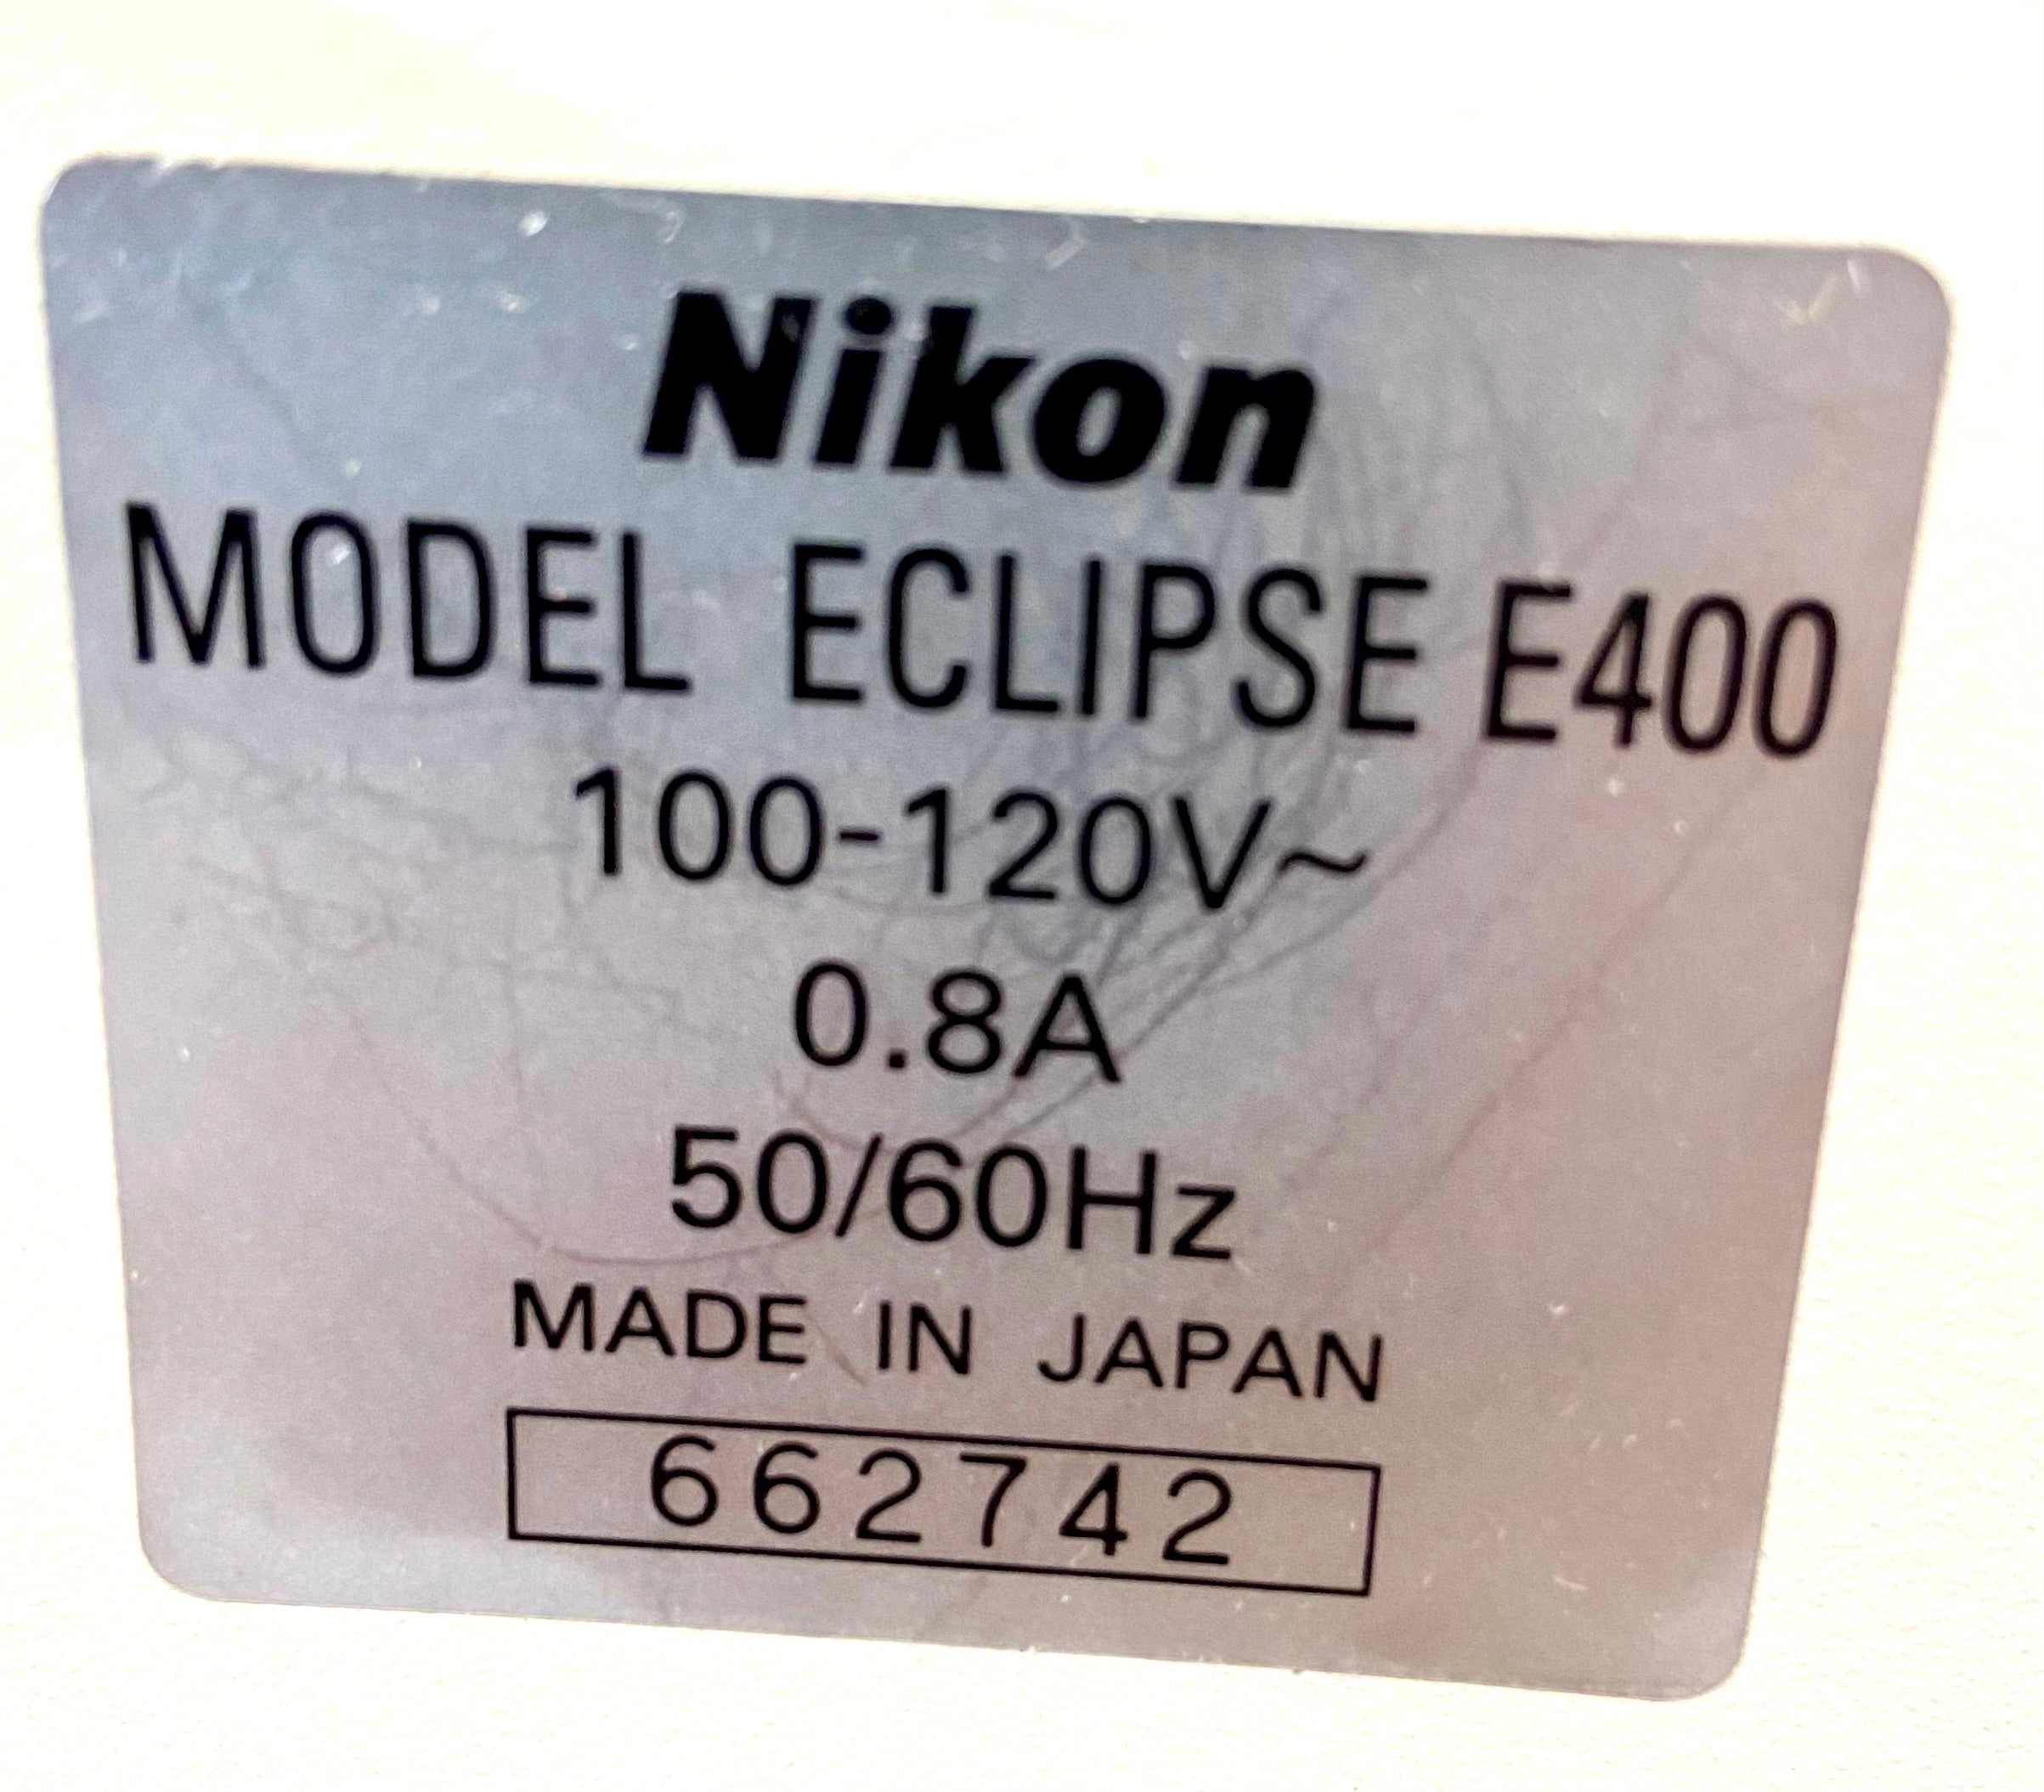 Nikon
MODEL ECLIPSE E400
100-120V~
0.8A
50/60Hz
MADE IN JAPAN
662742